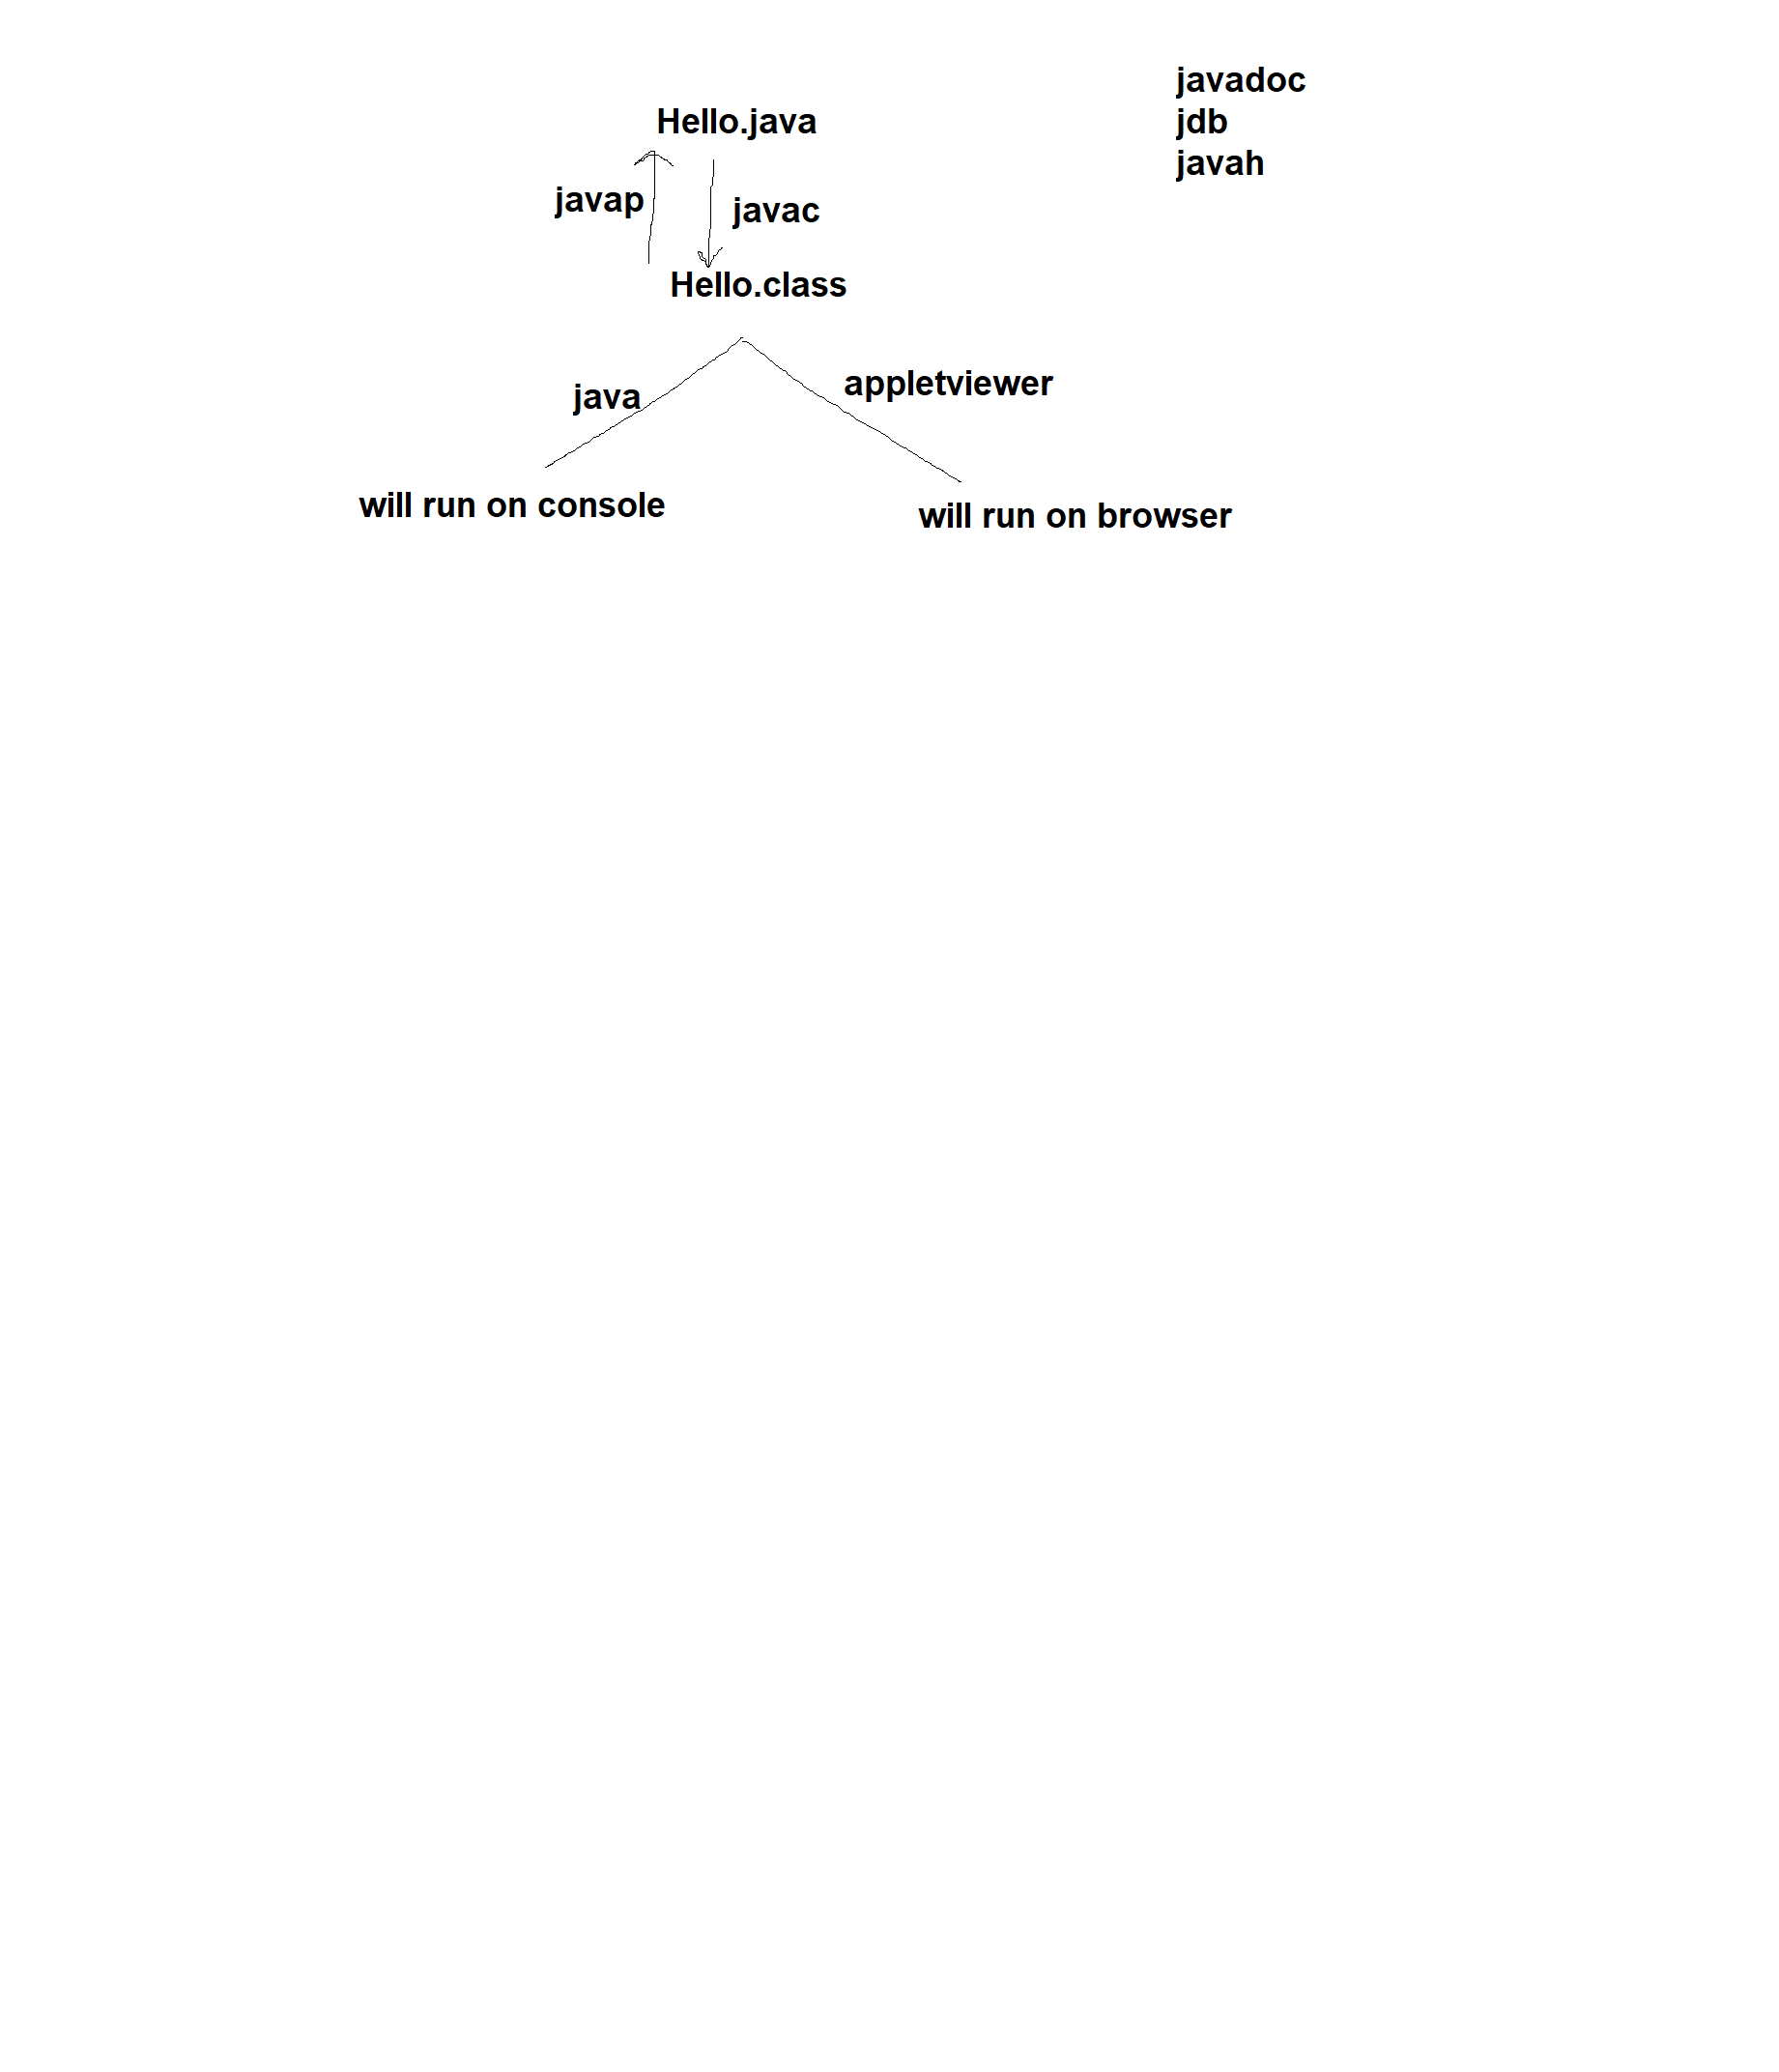 javadoc
Hello.java
jdb
javah
javap
javac
Hello.class
java
appletviewer
will run on console
will run on browser